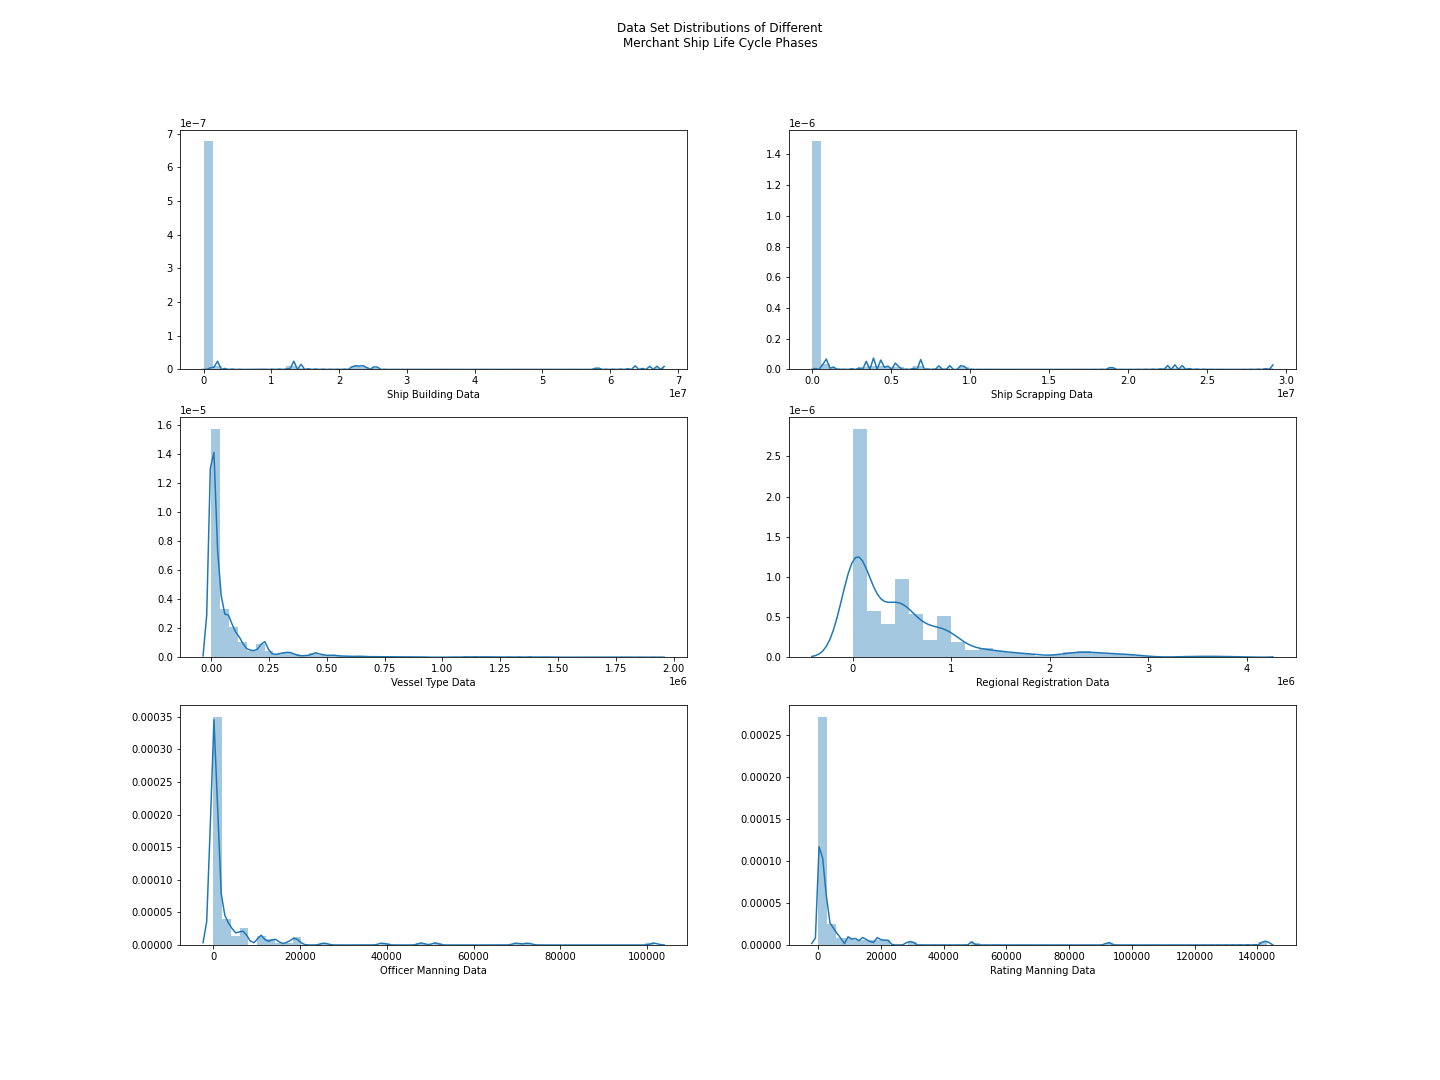 Data Set Distributions of Different
Merchant Ship Life Cycle Phases
1e−7
7
6
5
4
3
2
1
0
0 1 2 3 4 5 6 7
1e7
Ship Building Data
1e−6
1.4
1.2
1.0
0.8
0.6
0.4
0.2
0.0
0.0 0.5 1.0 1.5 2.0 2.5 3.0
1e7
Ship Scrapping Data
1e−5
1.6
1.4
1.2
1.0
0.8
0.6
0.4
0.2
0.0
0.00 0.25 0.50 0.75 1.00 1.25 1.50 1.75 2.00
1e6
Vessel Type Data
1e−6
2.5
2.0
1.5
1.0
0.5
0.0
0 1 2 3 4
1e6
Regional Registration Data
0.00035
0.00030
0.00025
0.00020
0.00015
0.00010
0.00005
0.00000
0 20000 40000 60000 80000 100000
Officer Manning Data
0.00025
0.00020
0.00015
0.00010
0.00005
0.00000
0 20000 40000 60000 80000 100000 120000 140000
Rating Manning Data